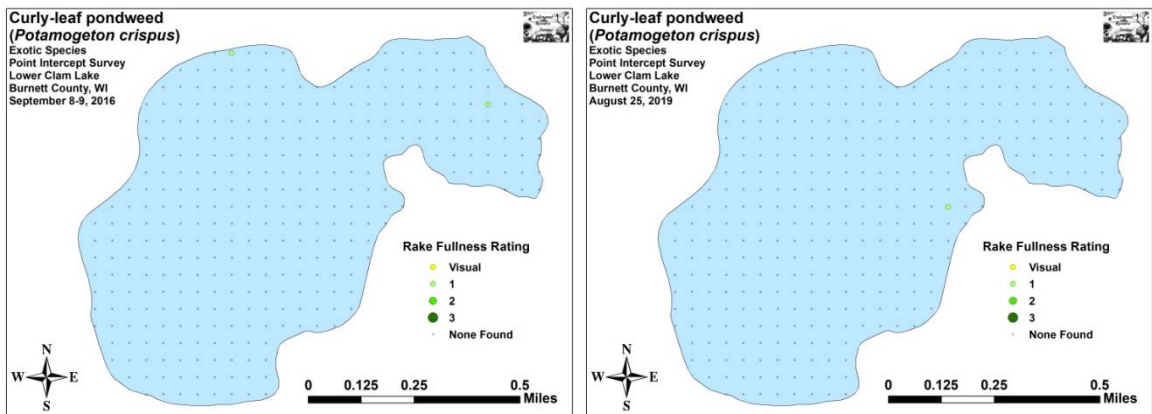 Curly-leaf pondweed
(Potamogeton crispus)
Exotic Species
Point Intercept Survey
Lower Clam Lake
Burnett County, WI
September 8-9, 2016
Rake Fullness Rating
Visual
1
2
3
None Found
N
W E
S
0 0.125 0.25 0.5
Miles
Curly-leaf pondweed
(Potamogeton crispus)
Exotic Species
Point Intercept Survey
Lower Clam Lake
Burnett County, WI
August 25, 2019
Rake Fullness Rating
Visual
1
2
3
None Found
N
W E
S
0 0.125 0.25 0.5
Miles